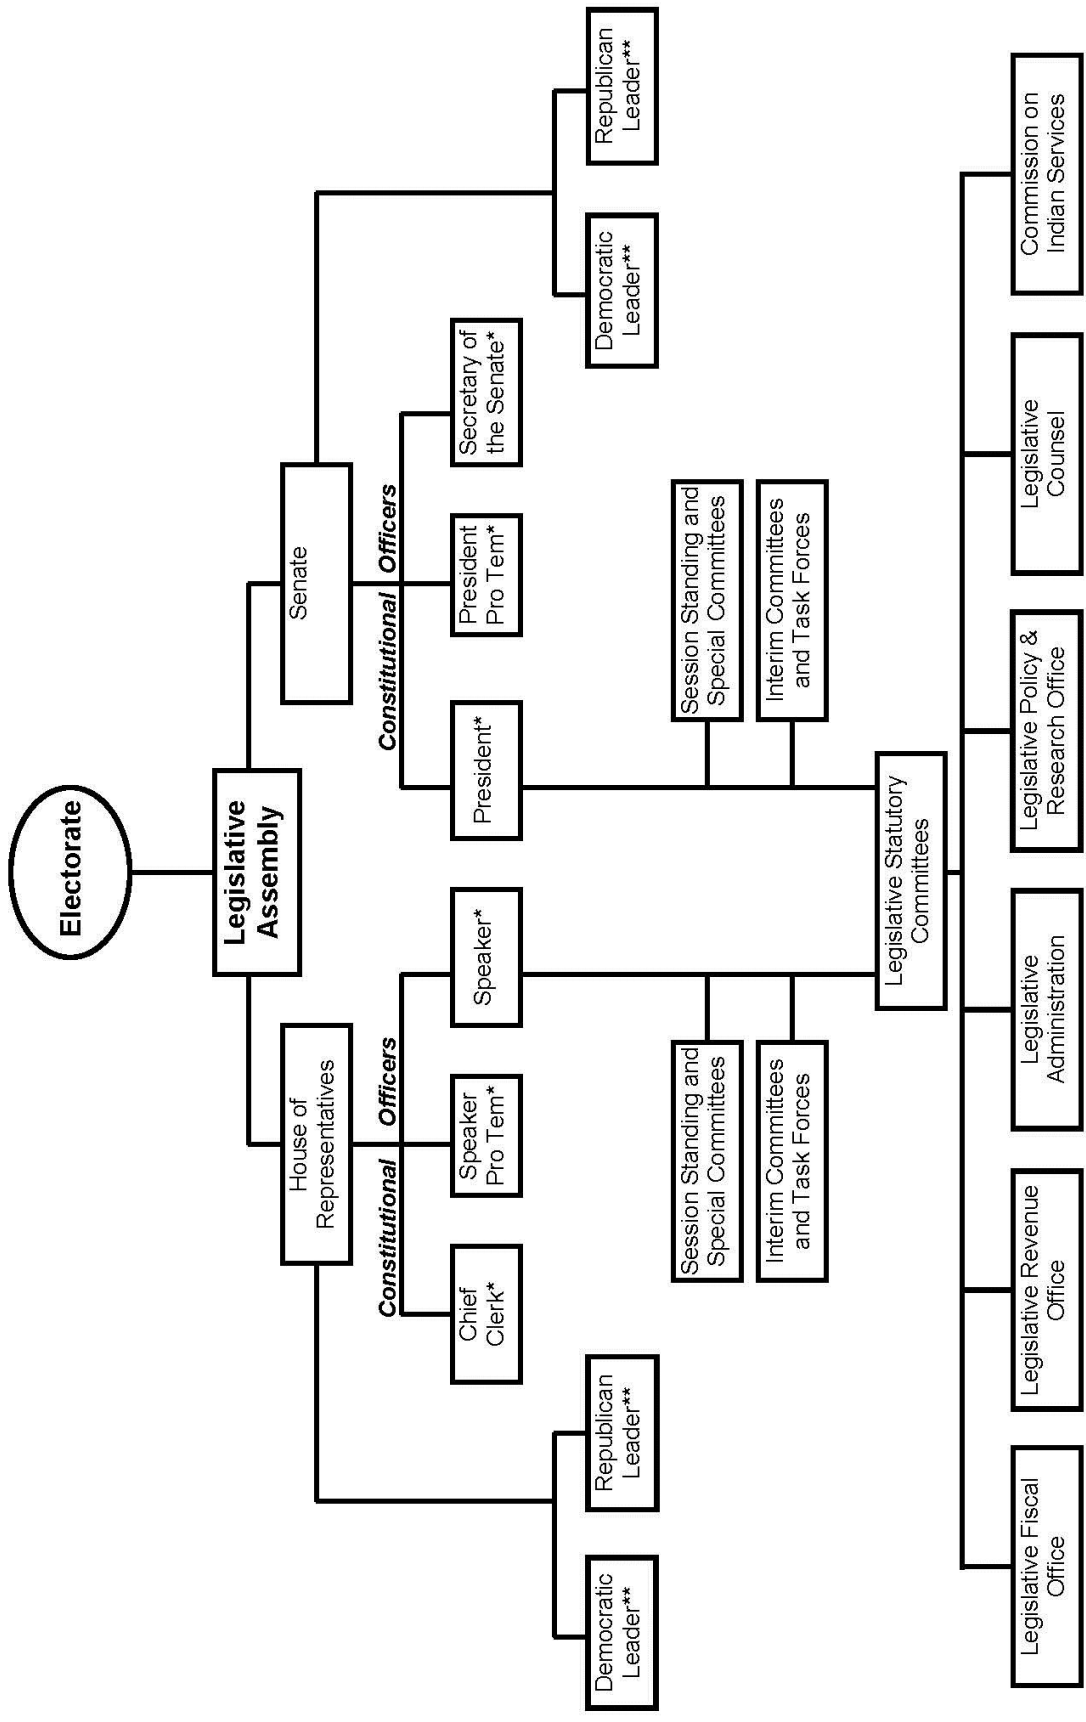 Electorate
Legislative
Assembly
House of
Representatives
Senate
Constitutional Officers
Constitutional Officers
Chief
Clerk*
Speaker
Pro Tem*
Speaker*
President*
President
Pro Tem*
Secretary of
the Senate*
Democratic
Leader**
Republican
Leader**
Democratic
Leader**
Republican
Leader**
Session Standing and
Special Committees
Session Standing and
Special Committees
Interim Committees
and Task Forces
Interim Committees
and Task Forces
Legislative Statutory
Committees
Legislative Fiscal
Office
Legislative Revenue
Office
Legislative
Administration
Legislative Policy &
Research Office
Legislative
Counsel
Commission on
Indian Services